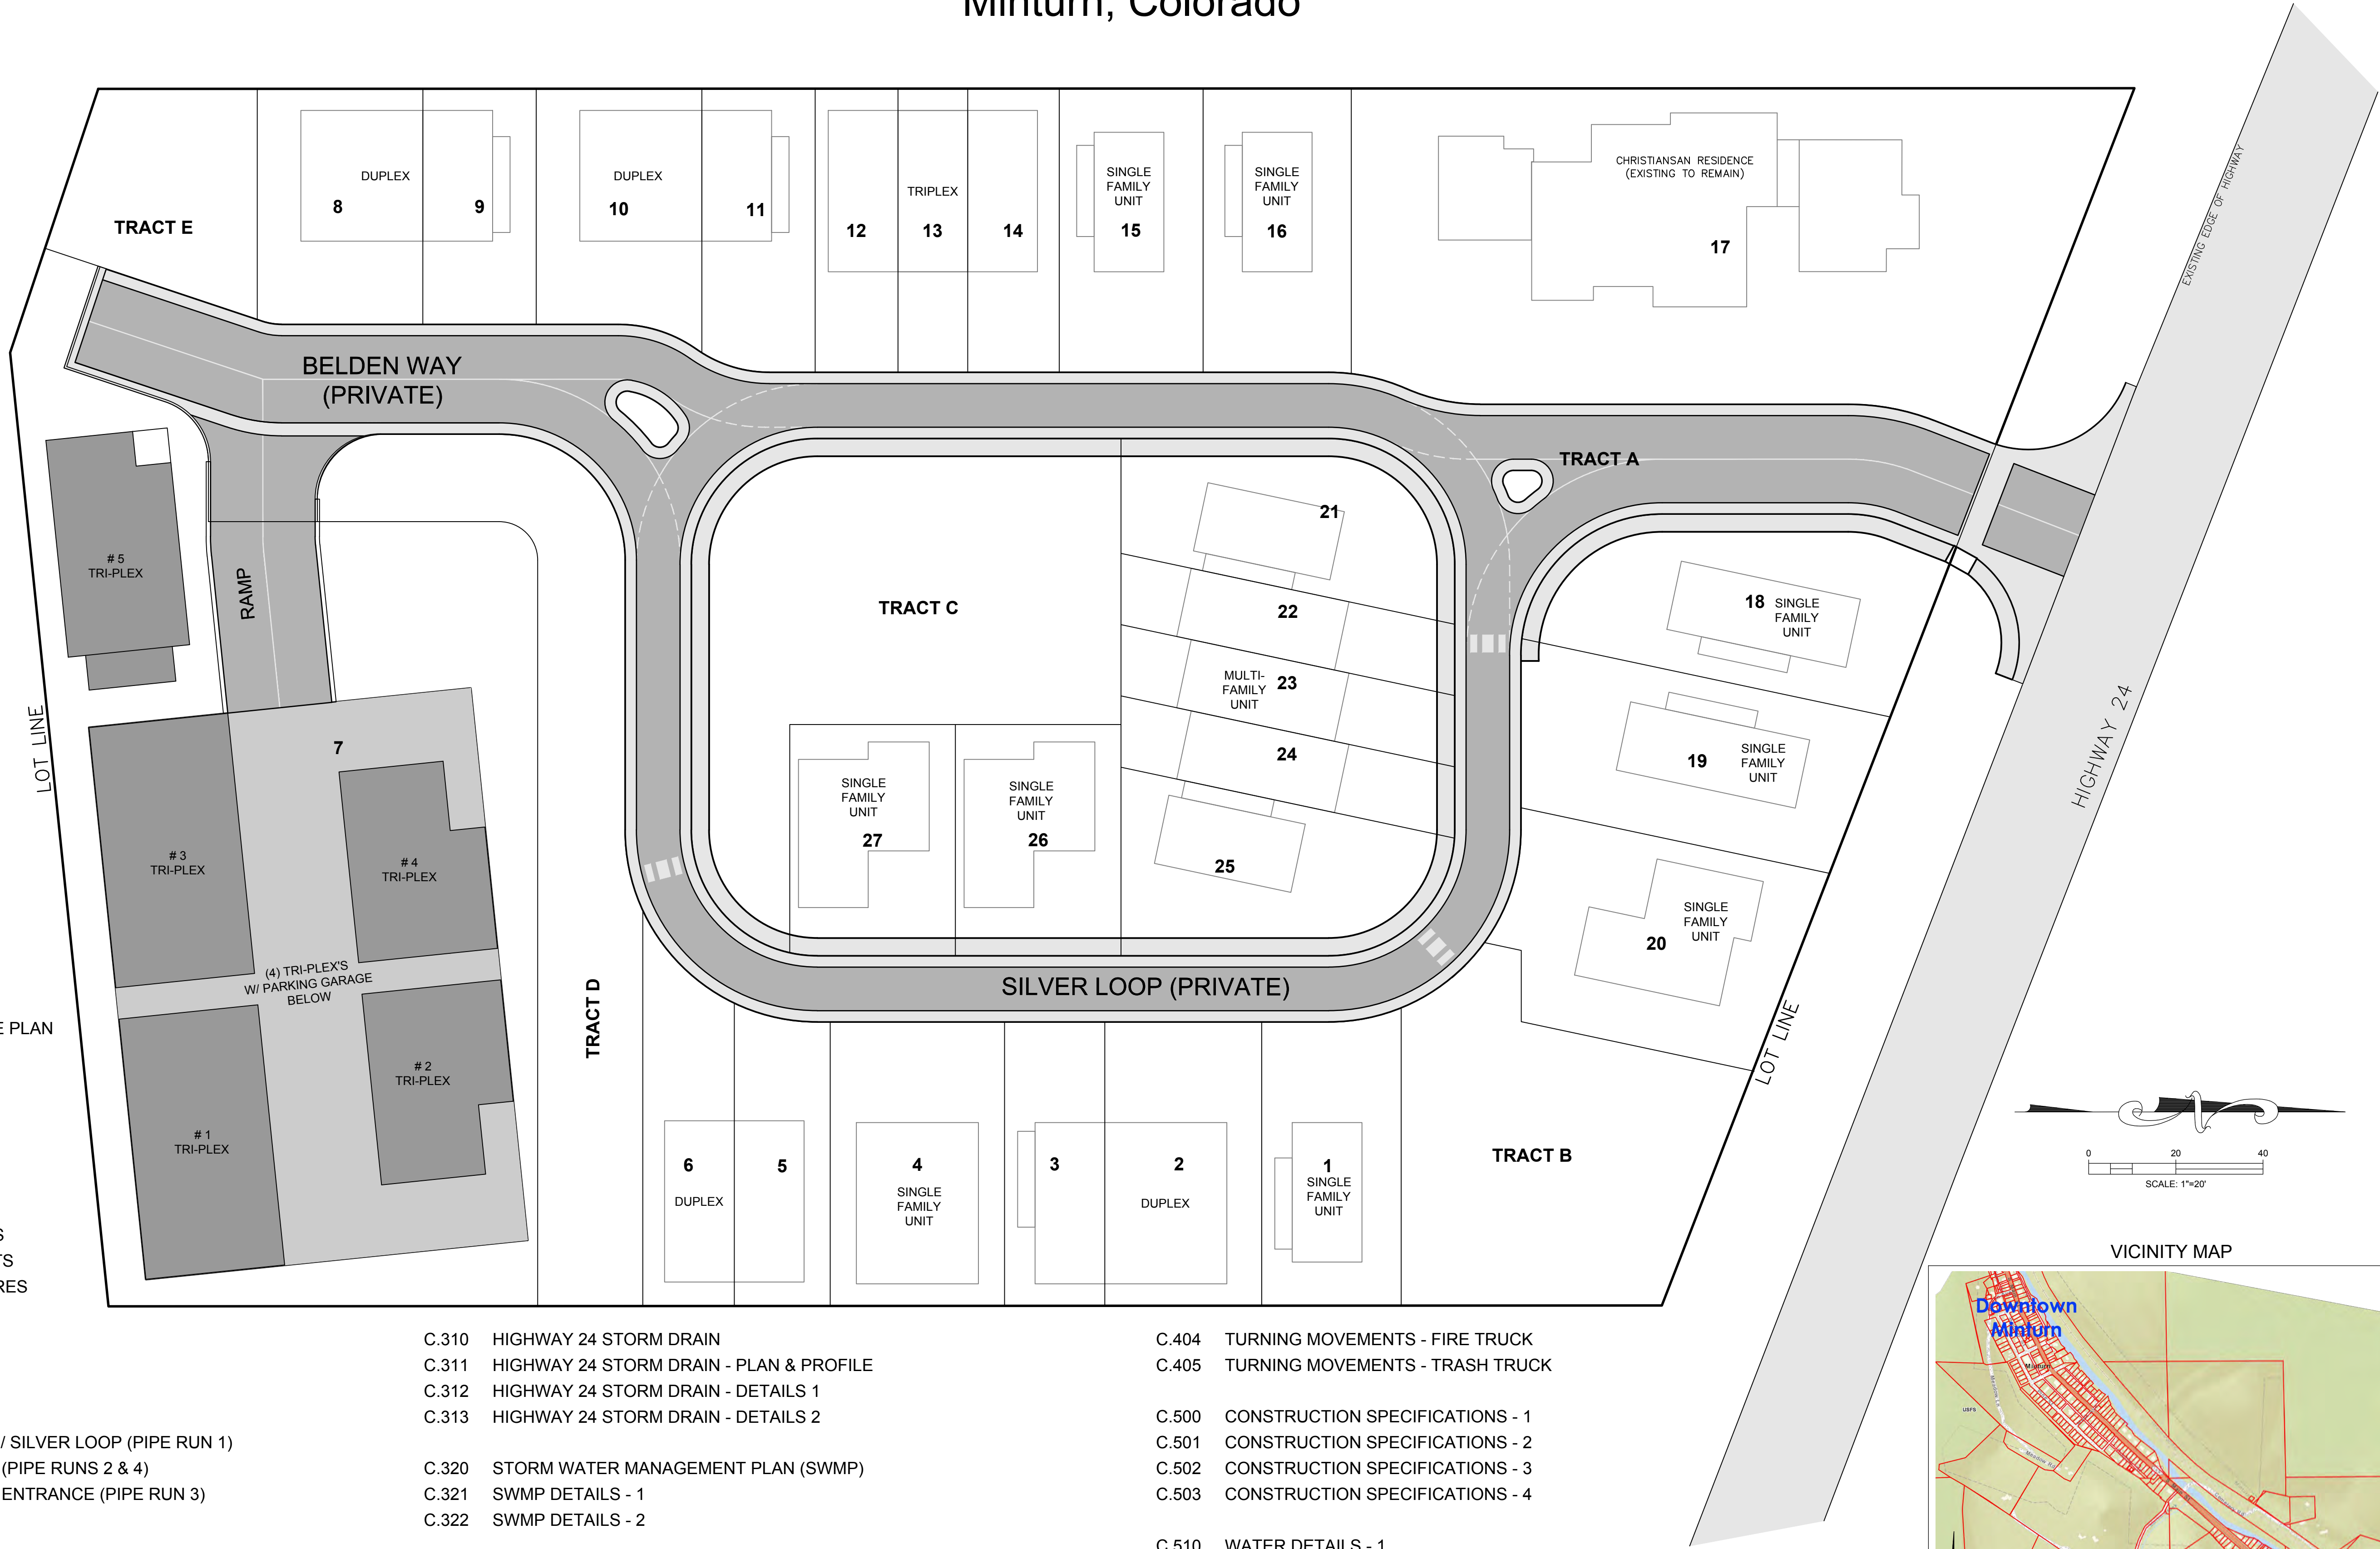 Minturn, Colorado
TRACT E
DUPLEX
8
9
DUPLEX
10
11
TRIPLEX
12
13
14
SINGLE
FAMILY
UNIT
15
SINGLE
FAMILY
UNIT
16
CHRISTIANSAN RESIDENCE
(EXISTING TO REMAIN)
17
EXISTING EDGE OF HIGHWAY
BELDEN WAY
(PRIVATE)
TRACT A
# 5
TRI-PLEX
RAMP
TRACT C
21
22
MULTI-
FAMILY
UNIT
23
24
25
18
SINGLE
FAMILY
UNIT
19
SINGLE
FAMILY
UNIT
20
SINGLE
FAMILY
UNIT
HIGHWAY 24
LOT LINE
7
# 3
TRI-PLEX
# 4
TRI-PLEX
SINGLE
FAMILY
UNIT
27
SINGLE
FAMILY
UNIT
26
(4) TRI-PLEX'S
W/ PARKING GARAGE
BELOW
SILVER LOOP (PRIVATE)
TRACT D
LOT LINE
E PLAN
# 2
TRI-PLEX
# 1
TRI-PLEX
6
5
DUPLEX
4
SINGLE
FAMILY
UNIT
3
2
DUPLEX
1
SINGLE
FAMILY
UNIT
TRACT B
N
0 20 40
SCALE: 1"=20'
S
TS
RES
VICINITY MAP
Downtown
Minturn
Minturn
USFS
Meadow Rd
/ SILVER LOOP (PIPE RUN 1)
(PIPE RUNS 2 & 4)
ENTRANCE (PIPE RUN 3)
C.310 HIGHWAY 24 STORM DRAIN
C.311 HIGHWAY 24 STORM DRAIN - PLAN & PROFILE
C.312 HIGHWAY 24 STORM DRAIN - DETAILS 1
C.313 HIGHWAY 24 STORM DRAIN - DETAILS 2
C.320 STORM WATER MANAGEMENT PLAN (SWMP)
C.321 SWMP DETAILS - 1
C.322 SWMP DETAILS - 2
C.404 TURNING MOVEMENTS - FIRE TRUCK
C.405 TURNING MOVEMENTS - TRASH TRUCK
C.500 CONSTRUCTION SPECIFICATIONS - 1
C.501 CONSTRUCTION SPECIFICATIONS - 2
C.502 CONSTRUCTION SPECIFICATIONS - 3
C.503 CONSTRUCTION SPECIFICATIONS - 4
C.510 WATER DETAILS - 1